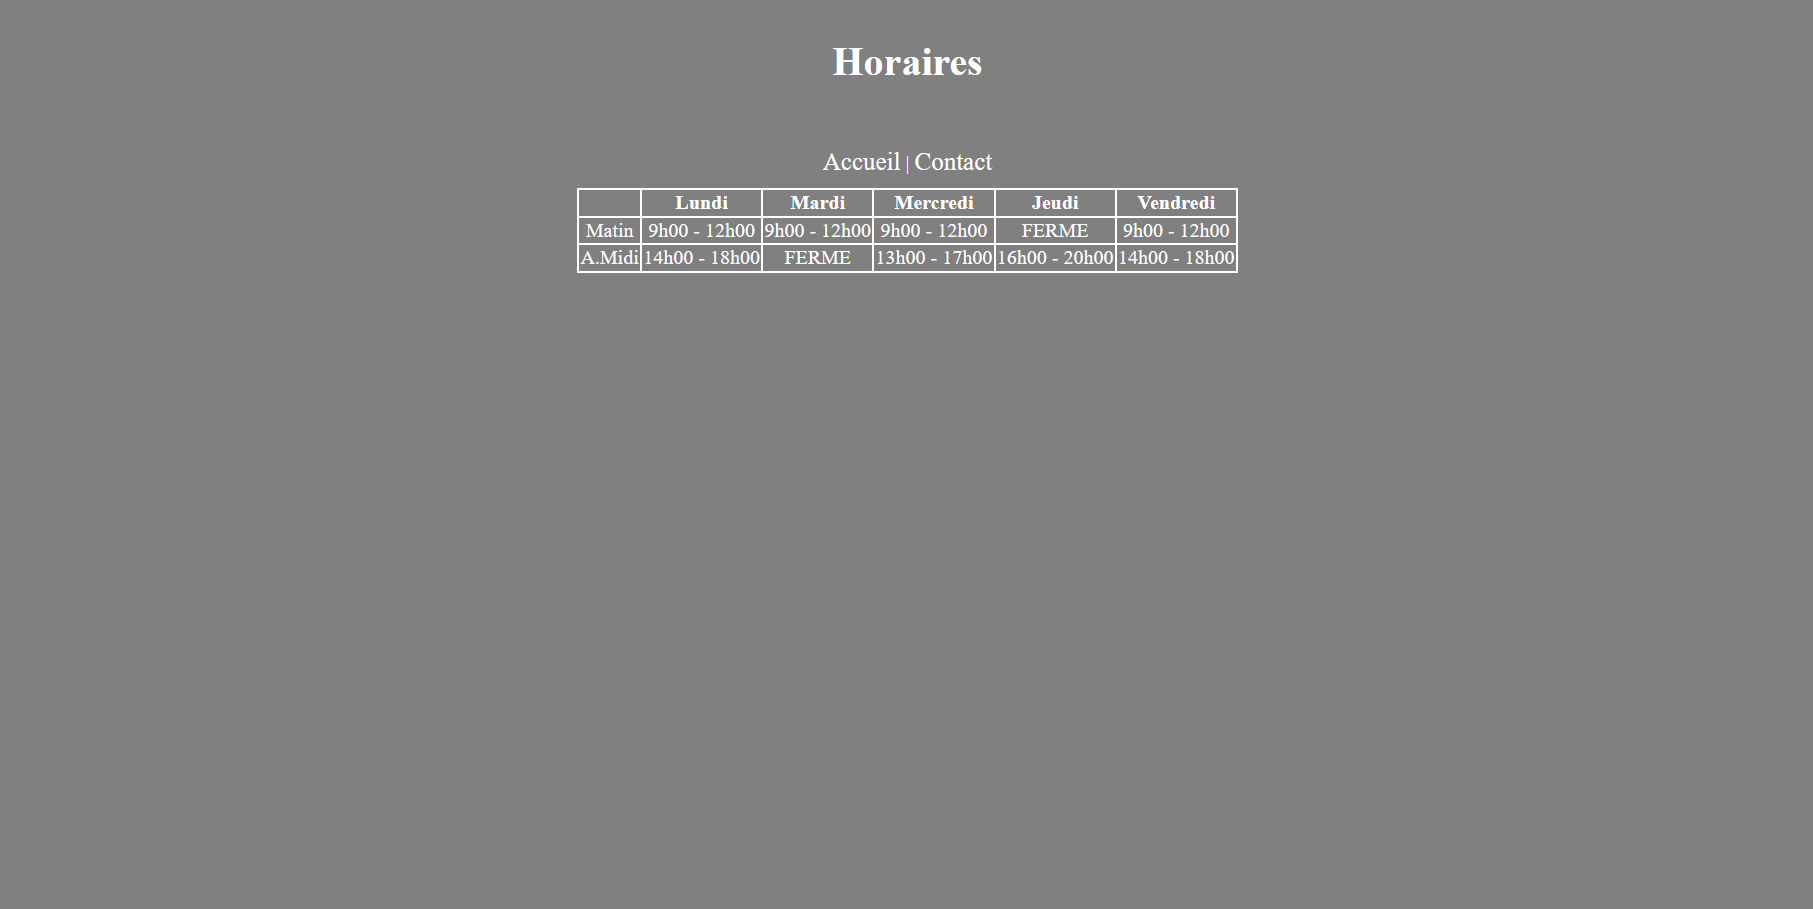 Horaires
Accueil | Contact
Lundi Mardi Mercredi Jeudi Vendredi
Matin 9h00 - 12h00 9h00 - 12h00 9h00 - 12h00 FERME 9h00 - 12h00
A.Midi 14h00 - 18h00 FERME 13h00 - 17h00 16h00 - 20h00 14h00 - 18h00